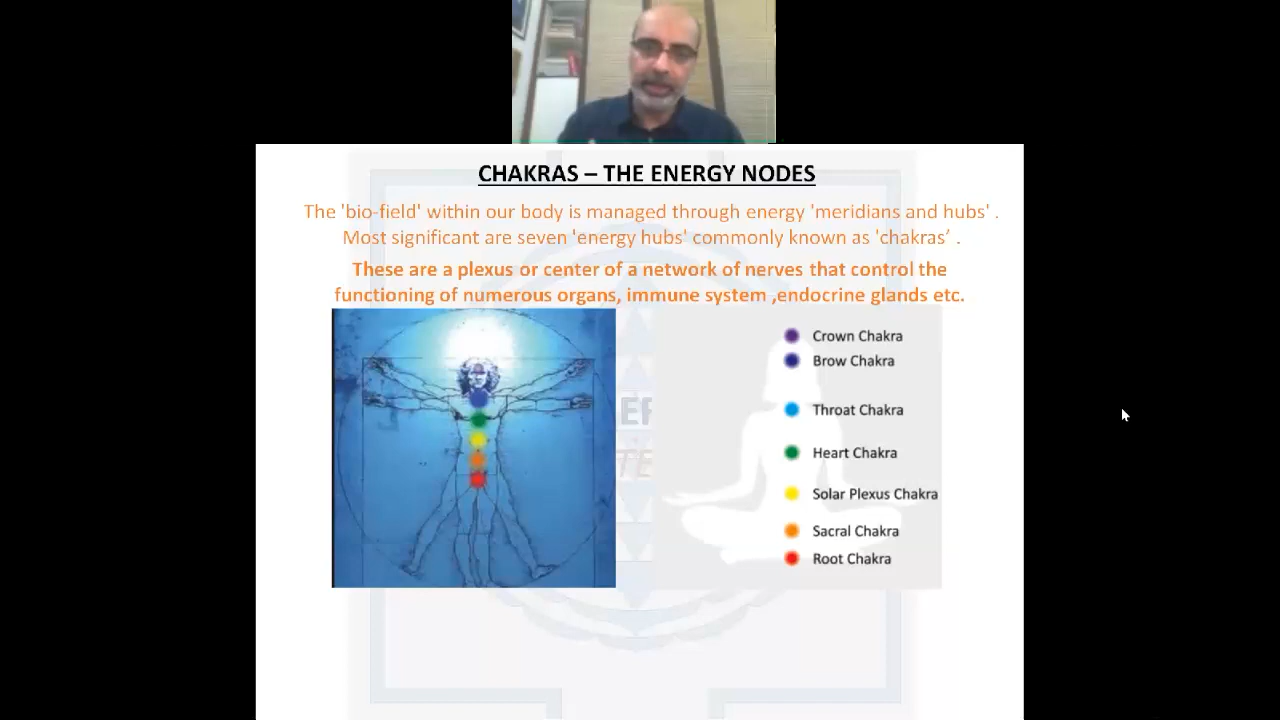 CHAKRAS – THE ENERGY NODES
The 'bio-field' within our body is managed through energy 'meridians and hubs' .
Most significant are seven 'energy hubs' commonly known as 'chakras’ .
These are a plexus or center of a network of nerves that control the
functioning of numerous organs, immune system ,endocrine glands etc.
Crown Chakra
Brow Chakra
Throat Chakra
Heart Chakra
Solar Plexus Chakra
Sacral Chakra
Root Chakra